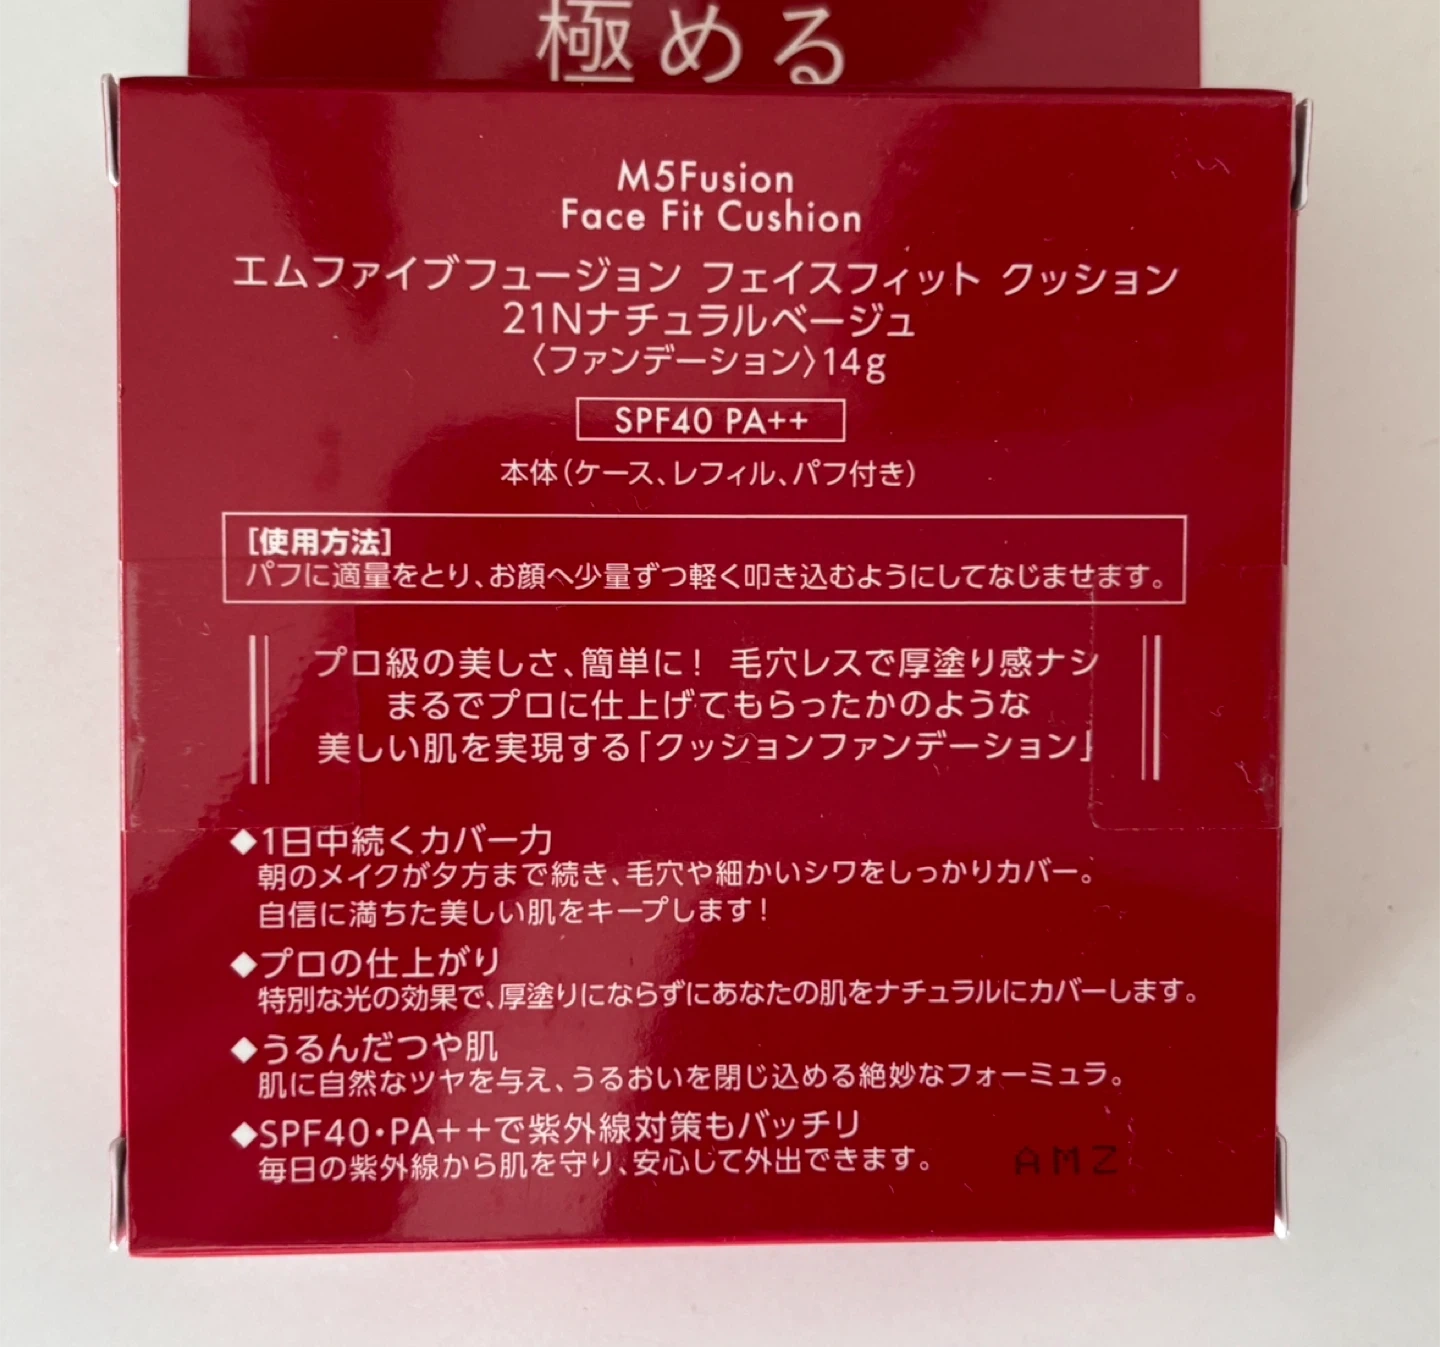 極める
M5Fusion
Face Fit Cushion
エムファイブフュージョン フェイスフィット クッション
21Nナチュラルベージュ
〈ファンデーション〉14g
SPF40 PA++
本体（ケース、レフィル、パフ付き）
［使用方法］
パフに適量をとり、お顔へ少量ずつ軽く叩き込むようにしてなじませます。
プロ級の美しさ、簡単に！ 毛穴レスで厚塗り感ナシ
まるでプロに仕上げてもらったかのような
美しい肌を実現する「クッションファンデーション」
◆1日中続くカバー力
朝のメイクが夕方まで続き、毛穴や細かいシワをしっかりカバー。
自信に満ちた美しい肌をキープします！
◆プロの仕上がり
特別な光の効果で、厚塗りにならずにあなたの肌をナチュラルにカバーします。
◆うるんだつや肌
肌に自然なツヤを与え、うるおいを閉じ込める絶妙なフォーミュラ。
◆SPF40・PA＋＋で紫外線対策もバッチリ
毎日の紫外線から肌を守り、安心して外出できます。
AMZ